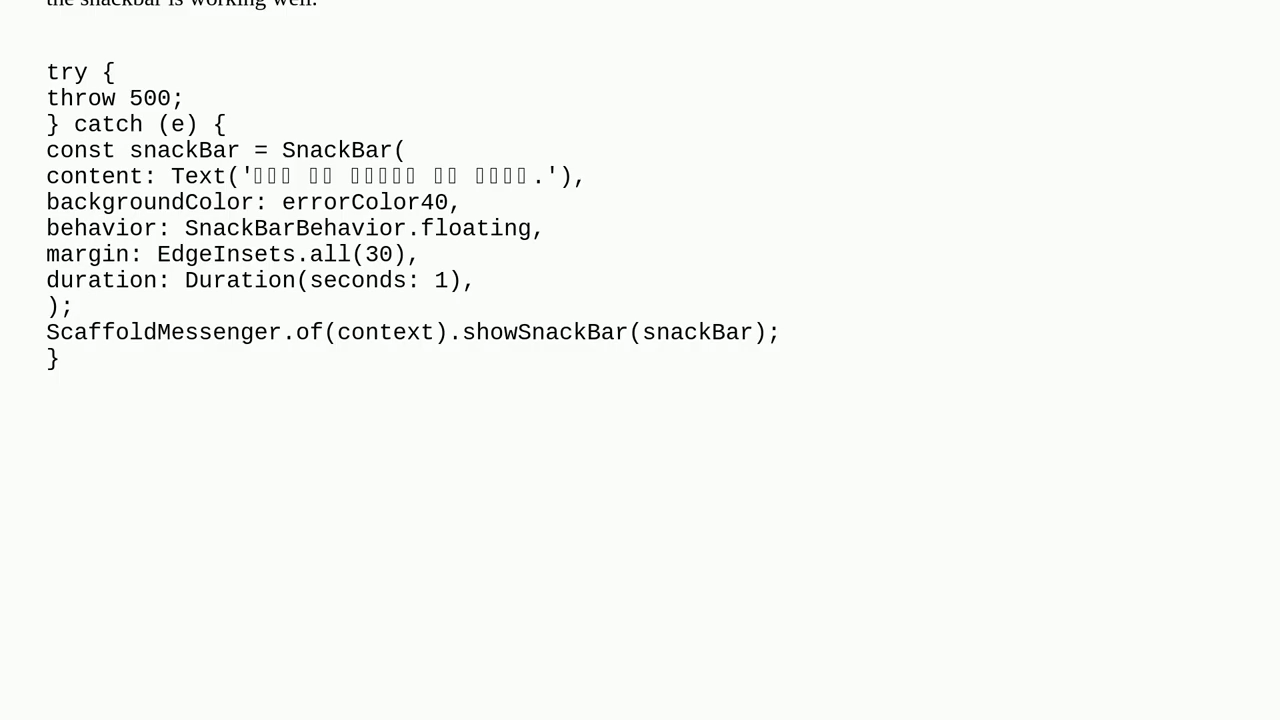 the snackbar is working well.
try {
throw 500;
} catch (e) {
const snackBar = SnackBar(
content: Text(' .'),
backgroundColor: errorColor40,
behavior: SnackBarBehavior.floating,
margin: EdgeInsets.all(30),
duration: Duration(seconds: 1),
);
ScaffoldMessenger.of(context).showSnackBar(snackBar);
}